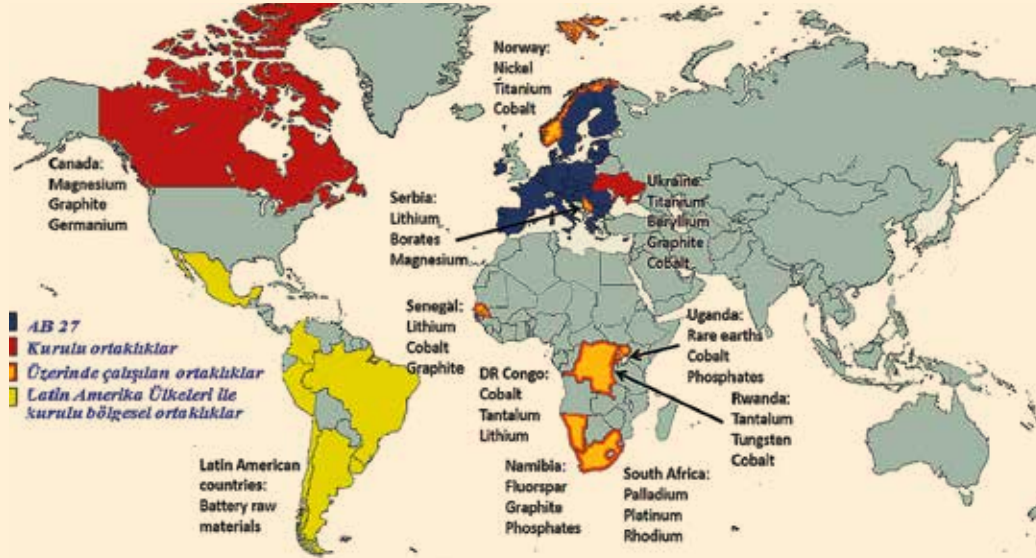 Norway:
Nickel
Titanium
Cobalt
Canada:
Magnesium
Graphite
Germanium
Serbia:
Lithium
Borates
Magnesium
Ukraine:
Titanium
Beryllium
Graphite
Cobalt
AB 27
Kurulu ortaklıklar
Üzerinde çalışılan ortaklıklar
Latin Amerika Ülkeleri ile
kurulu bölgesel ortaklıklar
Senegal:
Lithium
Cobalt
Graphite
Uganda:
Rare earths
Cobalt
Phosphates
DR Congo:
Cobalt
Tantalum
Lithium
Rwanda:
Tantalum
Tungsten
Cobalt
Latin American
countries:
Battery raw
materials
Namibia:
Fluorspar
Graphite
Phosphates
South Africa:
Palladium
Platinum
Rhodium